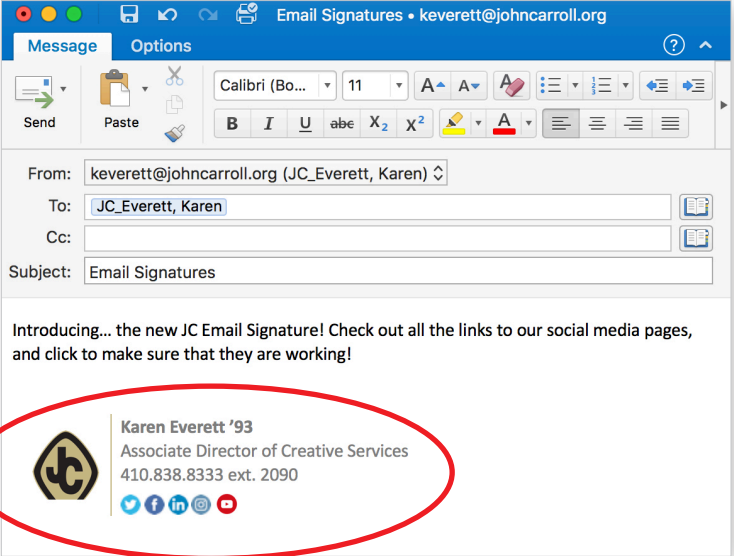 Email Signatures • keverett@johncarroll.org
Message Options ?
Send Paste Calibri (Bo... 11 A A A
B I U abc X2 X2 A
From: keverett@johncarroll.org (JC_Everett, Karen)
To: JC_Everett, Karen
Cc:
Subject: Email Signatures
Introducing... the new JC Email Signature! Check out all the links to our social media pages,
and click to make sure that they are working!
JC
Karen Everett ’93
Associate Director of Creative Services
410.838.8333 ext. 2090